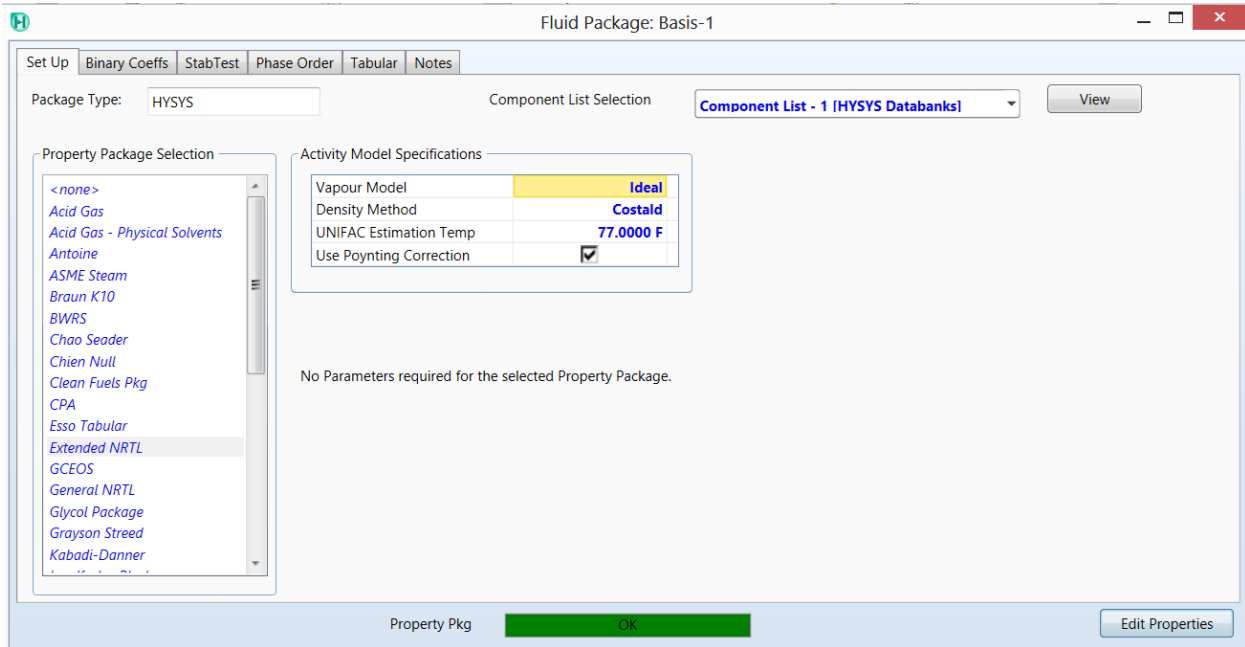 Fluid Package: Basis-1
Set Up Binary Coeffs StabTest Phase Order Tabular Notes
Package Type: HYSYS Component List Selection Component List - 1 [HYSYS Databanks] View
Property Package Selection
<none>
Acid Gas
Acid Gas - Physical Solvents
Antoine
ASME Steam
Braun K10
BWRS
Chao Seader
Chien Null
Clean Fuels Pkg
CPA
Esso Tabular
Extended NRTL
GCEOS
General NRTL
Glycol Package
Grayson Streed
Kabadi-Danner
Activity Model Specifications
Vapour Model Ideal
Density Method Costald
UNIFAC Estimation Temp 77.0000 F
Use Poynting Correction
No Parameters required for the selected Property Package.
Property Pkg OK Edit Properties